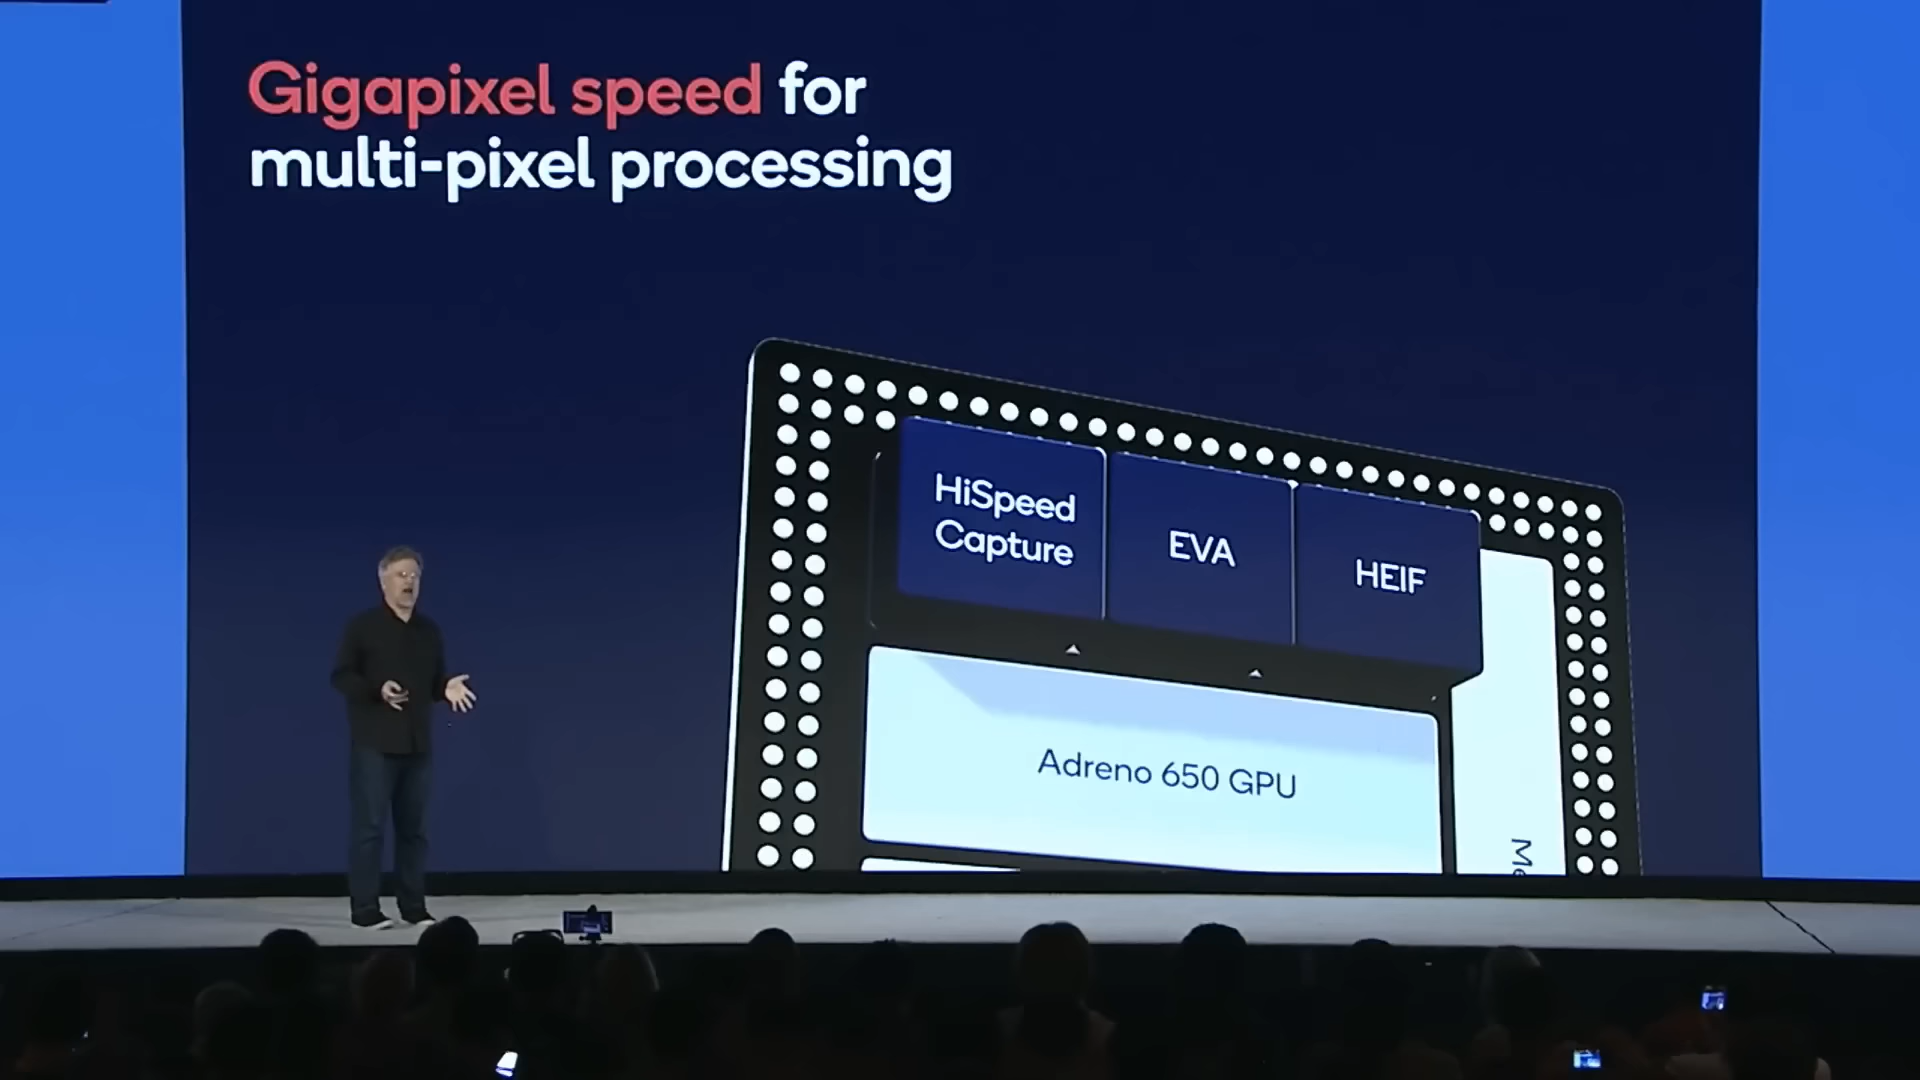 Gigapixel speed for
multi-pixel processing
HiSpeed
Capture
EVA
HEIF
Adreno 650 GPU